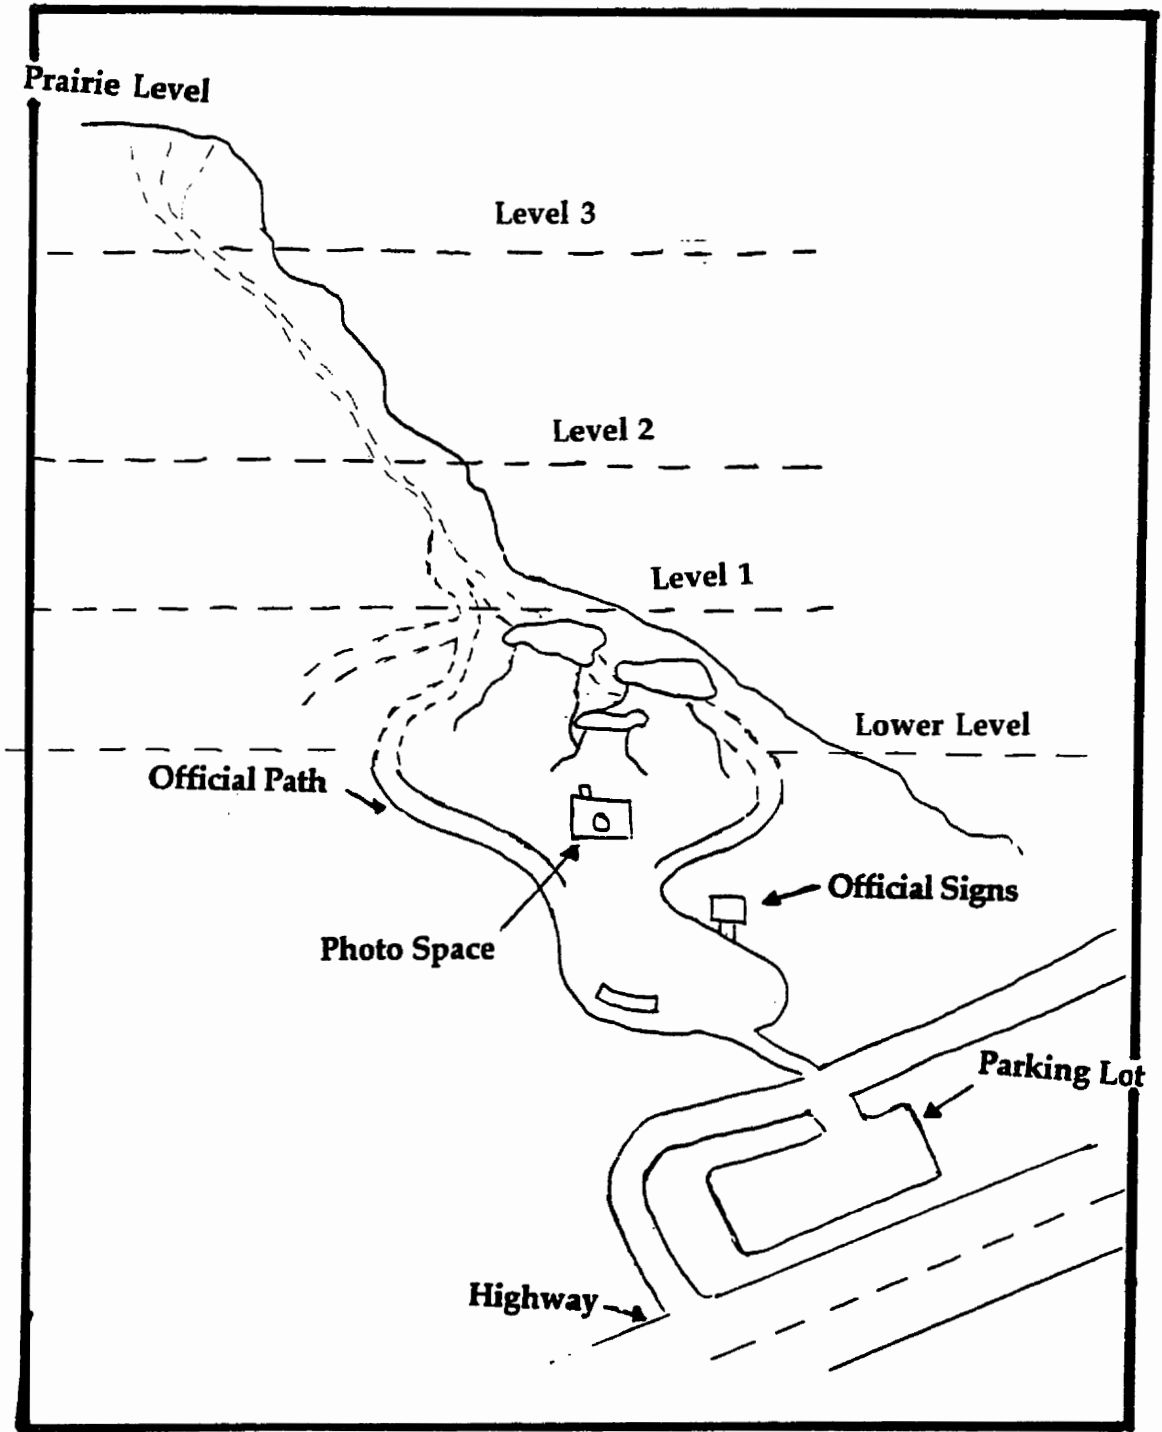 Prairie Level
Level 3
Level 2
Level 1
Lower Level
Official Path
Official Signs
Photo Space
Parking Lot
Highway